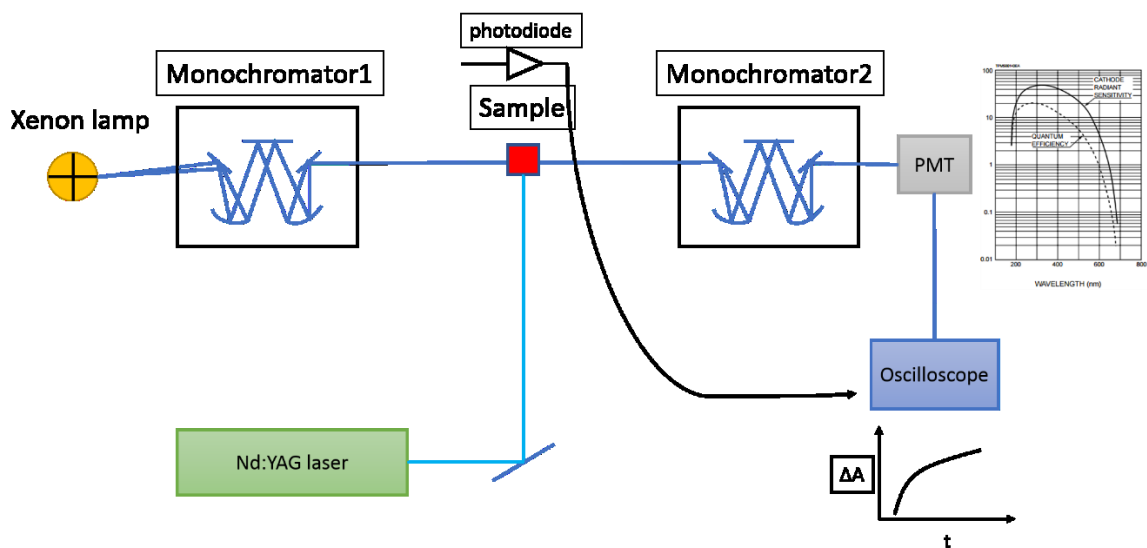 photodiode
Monochromator1
Monochromator2
Sample
Xenon lamp
PMT
100
CATHODE
RADIANT
SENSITIVITY
10
QUANTUM
EFFICIENCY
1
0.1
0.01
200
400
600
800
WAVELENGTH (nm)
Oscilloscope
Nd:YAG laser
ΔA
t